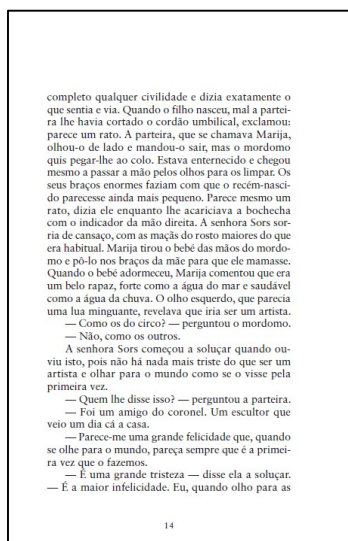 completo qualquer civilidade e dizia exatamente o
que sentia e via. Quando o filho nasceu, mal a partei-
ra lhe havia cortado o cordão umbilical, exclamou:
parece um rato. A parteira, que se chamava Marija,
olhou-o de lado e mandou-o sair, mas o mordomo
quis pegar-lhe ao colo. Estava enternecido e chegou
mesmo a passar a mão pelos olhos para os limpar. Os
seus braços enormes faziam com que o recém-nasci-
do parecesse ainda mais pequeno. Parece mesmo um
rato, dizia ele enquanto lhe acariciava a bochecha
com o indicador da mão direita. A senhora Sors sor-
ria de cansaço, com as maçãs do rosto maiores do que
era habitual. Marija tirou o bebé das mãos do mordo-
mo e pô-lo nos braços da mãe para que ele mamasse.
Quando o bebé adormeceu, Marija comentou que era
um belo rapaz, forte como a água do mar e saudável
como a água da chuva. O olho esquerdo, que parecia
uma lua minguante, revelava que iria ser um artista.
— Como os do circo? — perguntou o mordomo.
— Não, como os outros.
A senhora Sors começou a soluçar quando ou-
viu isto, pois não há nada mais triste do que ser um
artista e olhar para o mundo como se o visse pela
primeira vez.
— Quem lhe disse isso? — perguntou a parteira.
— Foi um amigo do coronel. Um escultor que
veio um dia cá a casa.
— Parece-me uma grande felicidade que, quando
se olhe para o mundo, pareça sempre que é a primei-
ra vez que o fazemos.
— É uma grande tristeza — disse ela a soluçar.
— É a maior infelicidade. Eu, quando olho para as
14